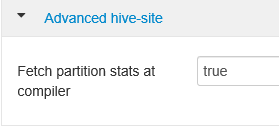 Advanced hive-site
Fetch partition stats at
compiler
true